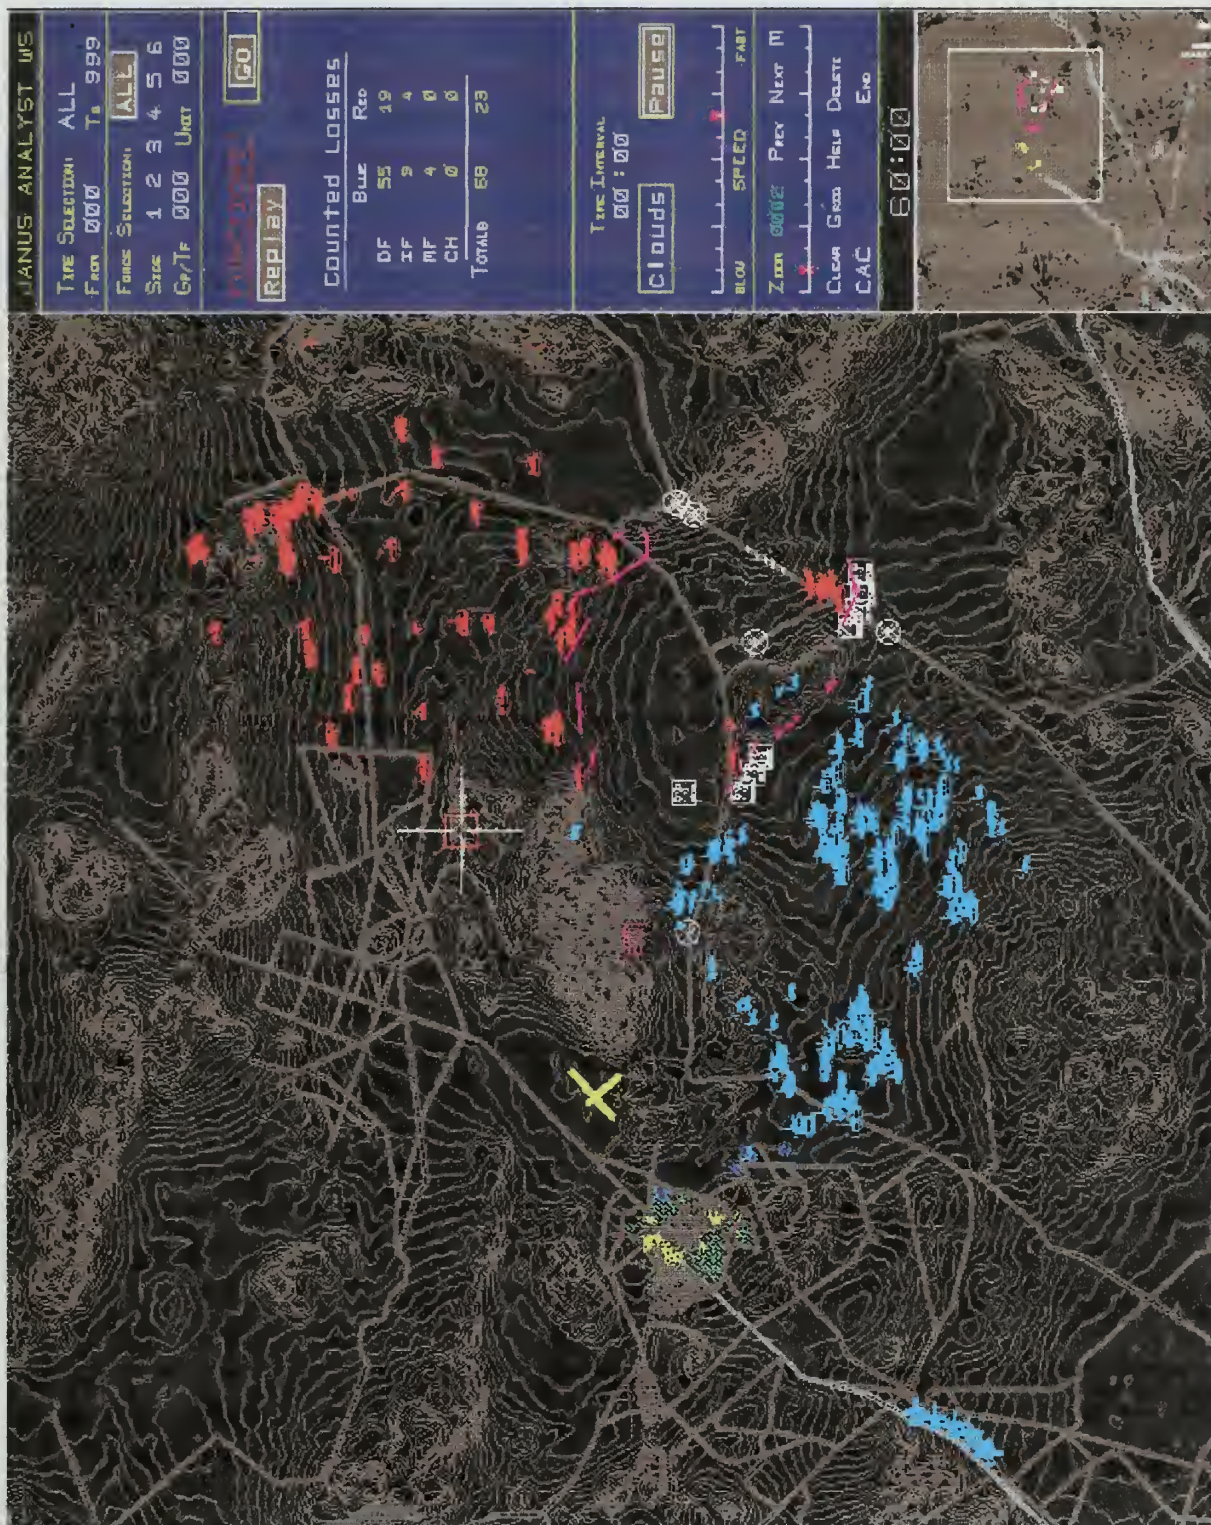 JANUS ANALYST WS
TIME SELECTION: ALL
FROM 000 TO 999
FORCE SELECTION: ALL
SIDE 1 2 3 4 5 6
GP/TF 000 UNIT 000
GO
Replay
Counted Losses
BLUE RED
DF 55 19
IF 9 4
MF 4 0
CH 0 0
TOTALS 68 23
TIME INTERVAL
00:00
Clouds Pause
SLOW SPEED FAST
ZOOM 0002 PREV NEXT M
CLEAR GRID HELP DELETE
CAC END
60:00